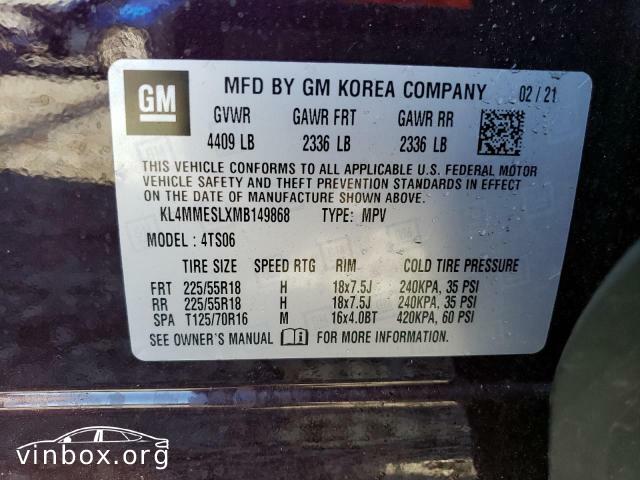 GM MFD BY GM KOREA COMPANY 02/21
GVWR GAWR FRT GAWR RR
4409 LB 2336 LB 2336 LB
THIS VEHICLE CONFORMS TO ALL APPLICABLE U.S. FEDERAL MOTOR
VEHICLE SAFETY AND THEFT PREVENTION STANDARDS IN EFFECT
ON THE DATE OF MANUFACTURE SHOWN ABOVE.
KL4MMESLXMB149868 TYPE: MPV
MODEL: 4TS06
TIRE SIZE SPEED RTG RIM COLD TIRE PRESSURE
FRT 225/55R18 H 18x7.5J 240KPA, 35 PSI
RR 225/55R18 H 18x7.5J 240KPA, 35 PSI
SPA T125/70R16 M 16x4.0BT 420KPA, 60 PSI
SEE OWNER'S MANUAL FOR MORE INFORMATION.
vinbox.org